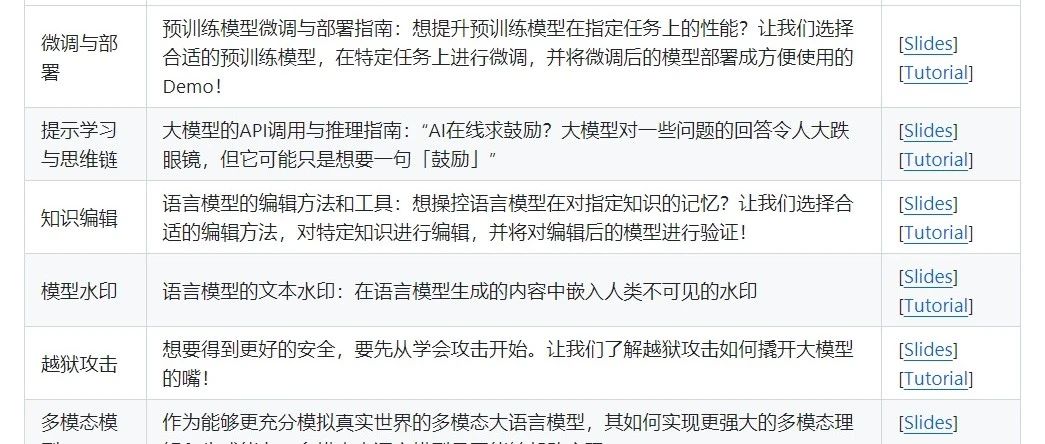 预训练模型微调与部署指南：想提升预训练模型在指定任务上的性能？让我们选择
微调与部
[Slides]
合适的预训练模型，在特定任务上进行微调，并将微调后的模型部署成方便使用的
署
[Tutorial]
Demo！
提示学习
大模型的API调用与推理指南：“AI在线求鼓励？大模型对一些问题的回答令人大跌
[Slides]
与思维链
眼镜，但它可能只是想要一句「鼓励」”
[Tutorial]
知识编辑
语言模型的编辑方法和工具：想操控语言模型在对指定知识的记忆？让我们选择合
[Slides]
适的编辑方法，对特定知识进行编辑，并将对编辑后的模型进行验证！
[Tutorial]
模型水印
语言模型的文本水印：在语言模型生成的内容中嵌入人类不可见的水印
[Slides]
[Tutorial]
越狱攻击
想要得到更好的安全，要先从学会攻击开始。让我们了解越狱攻击如何撬开大模型
[Slides]
的嘴！
[Tutorial]
多模态模
作为能够更充分模拟真实世界的多模态大语言模型，其如何实现更强大的多模态理
[Slides]